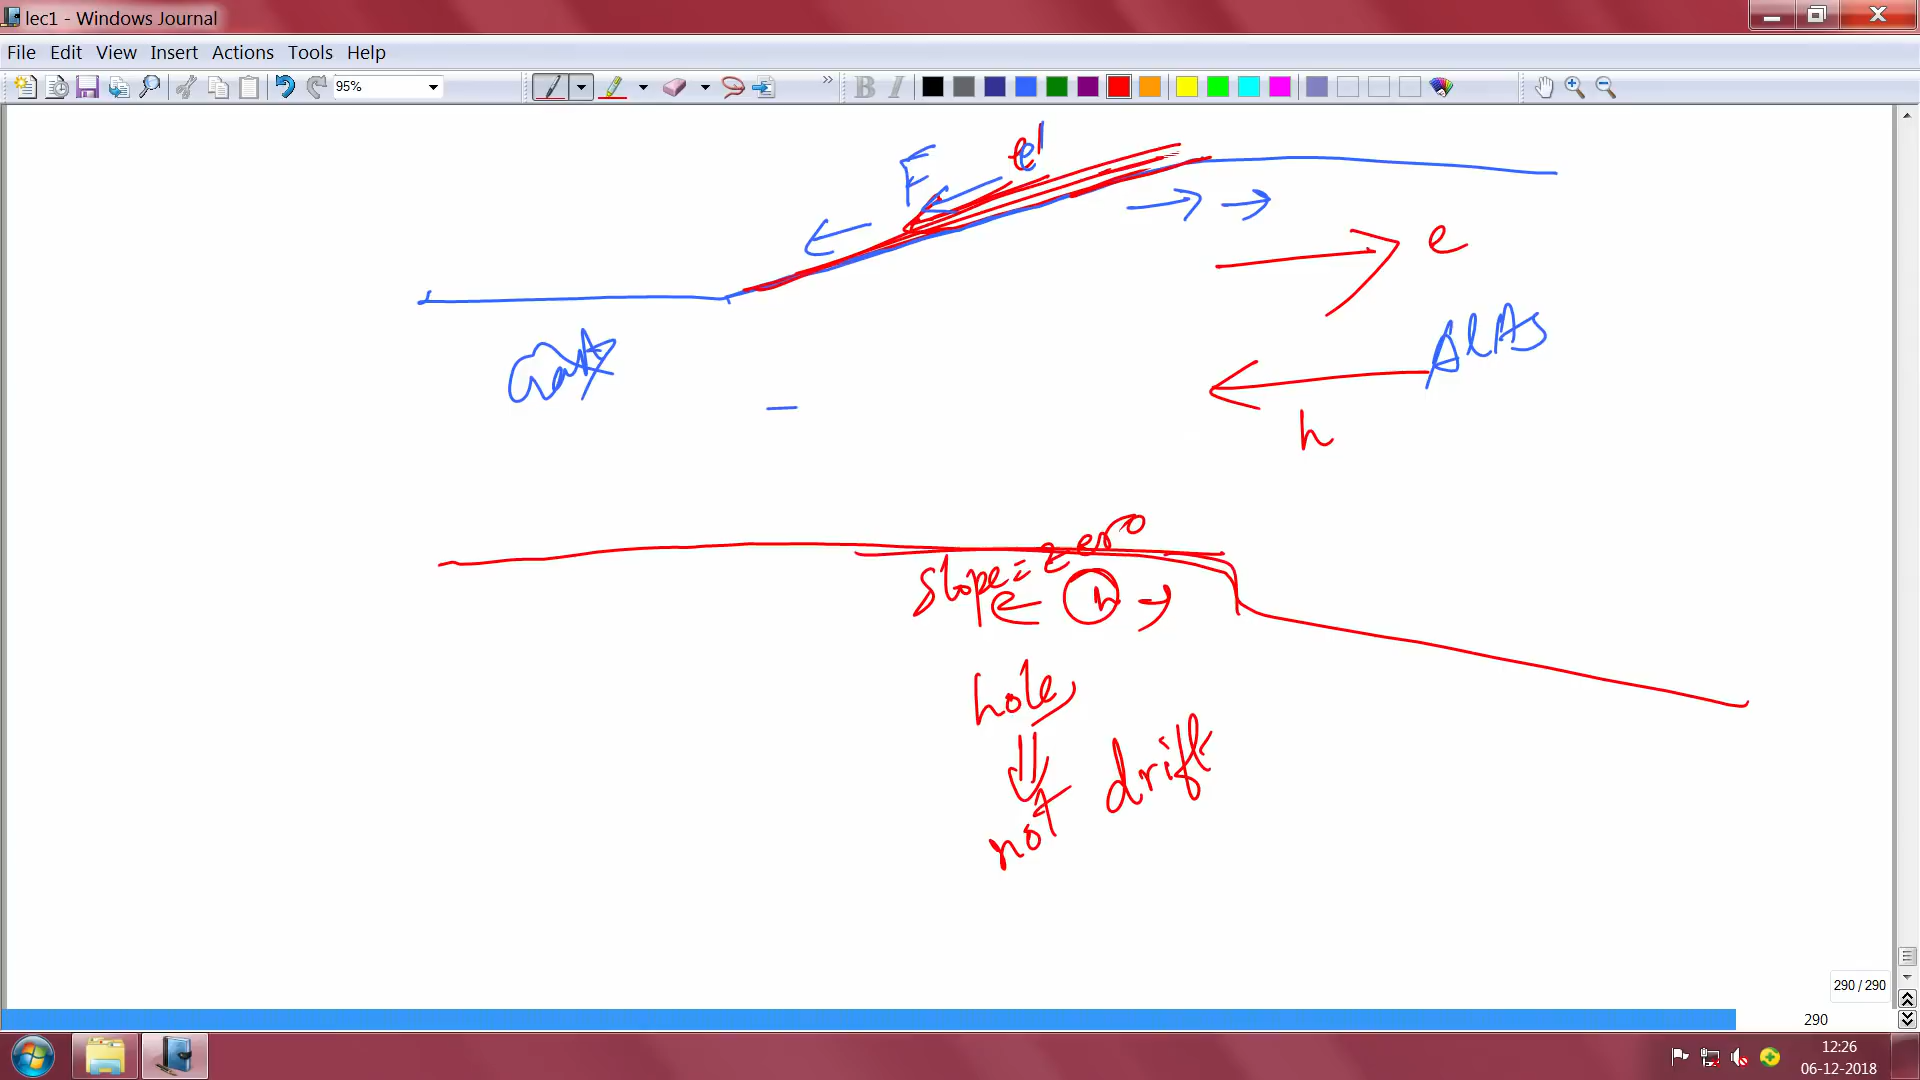 lec1 - Windows Journal
File Edit View Insert Actions Tools Help
95%
F e
e
AlAs
h
slope = zero
h
hole
not drift
290 / 290
290
12:26
06-12-2018